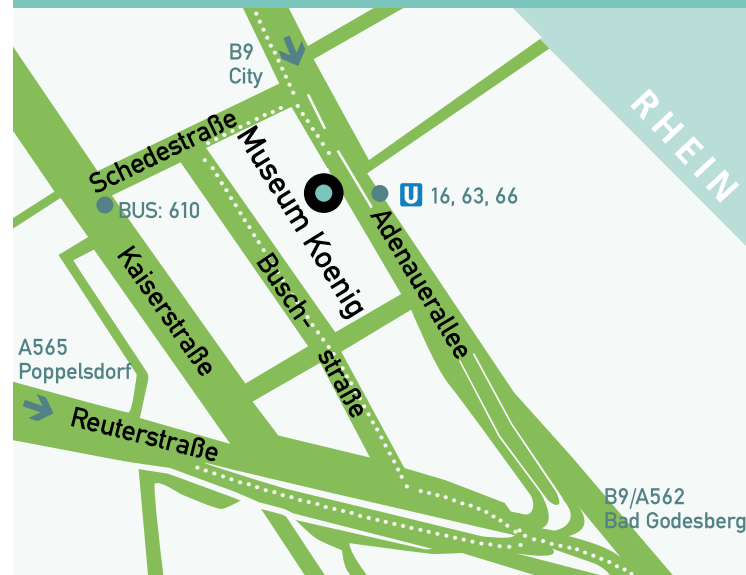 B9
City
RHEIN
Schedestraße
Museum Koenig
U 16, 63, 66
BUS: 610
Adenauerallee
Kaiserstraße
Busch-
straße
A565
Poppelsdorf
Reuterstraße
B9/A562
Bad Godesberg